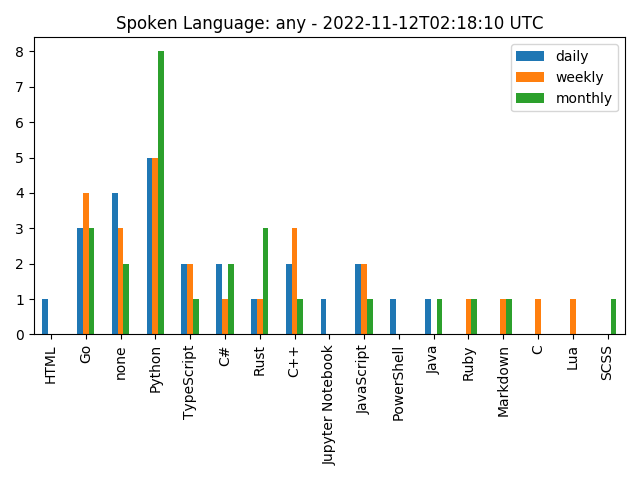 Spoken Language: any - 2022-11-12T02:18:10 UTC
daily
weekly
monthly
8
7
6
5
4
3
2
1
0
HTML
Go
none
Python
TypeScript
C#
Rust
C++
Jupyter Notebook
JavaScript
PowerShell
Java
Ruby
Markdown
C
Lua
SCSS